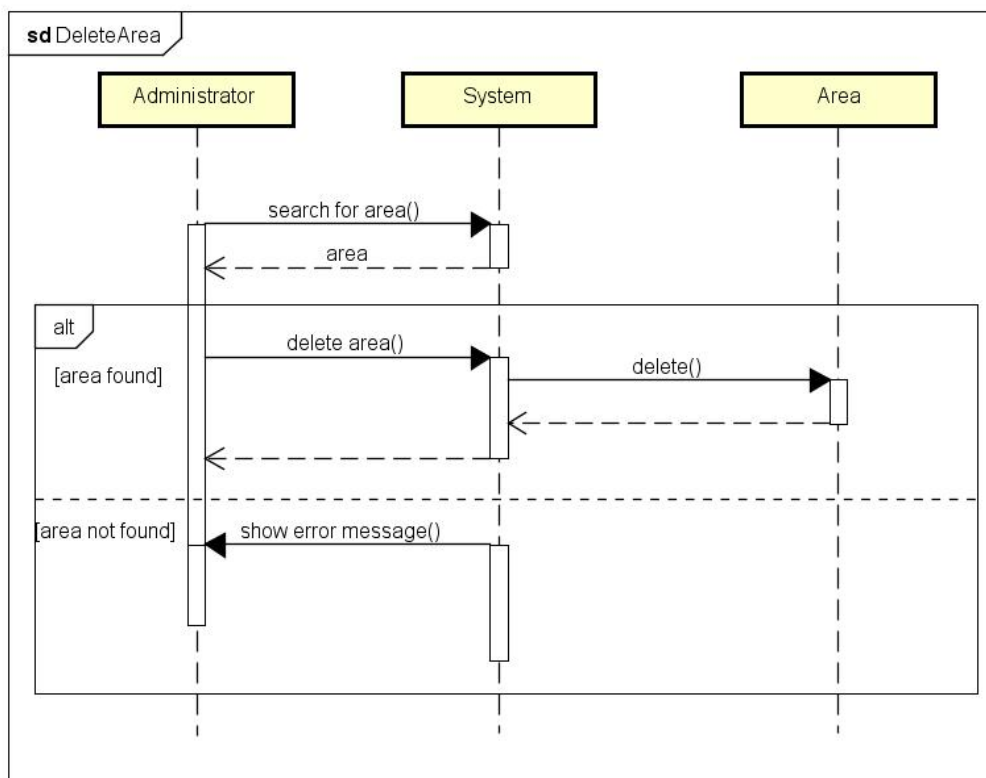 sd DeleteArea
Administrator
System
Area
search for area()
area
alt
delete area()
[area found]
delete()
[area not found]
show error message()